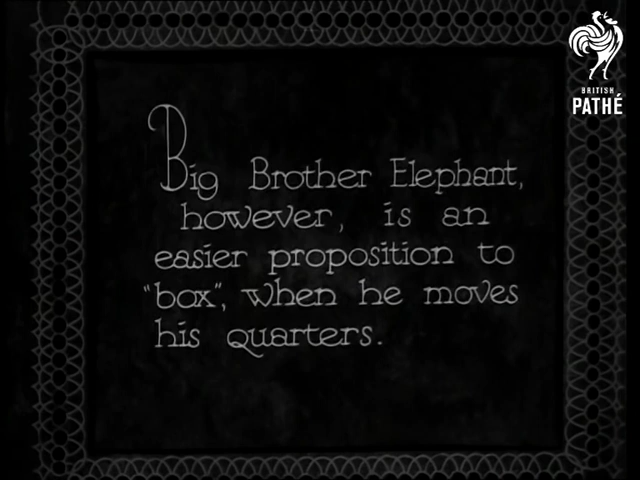 BRITISH
PATHÉ
Big Brother Elephant,
however, is an
easier proposition to
"box", when he moves
his quarters.